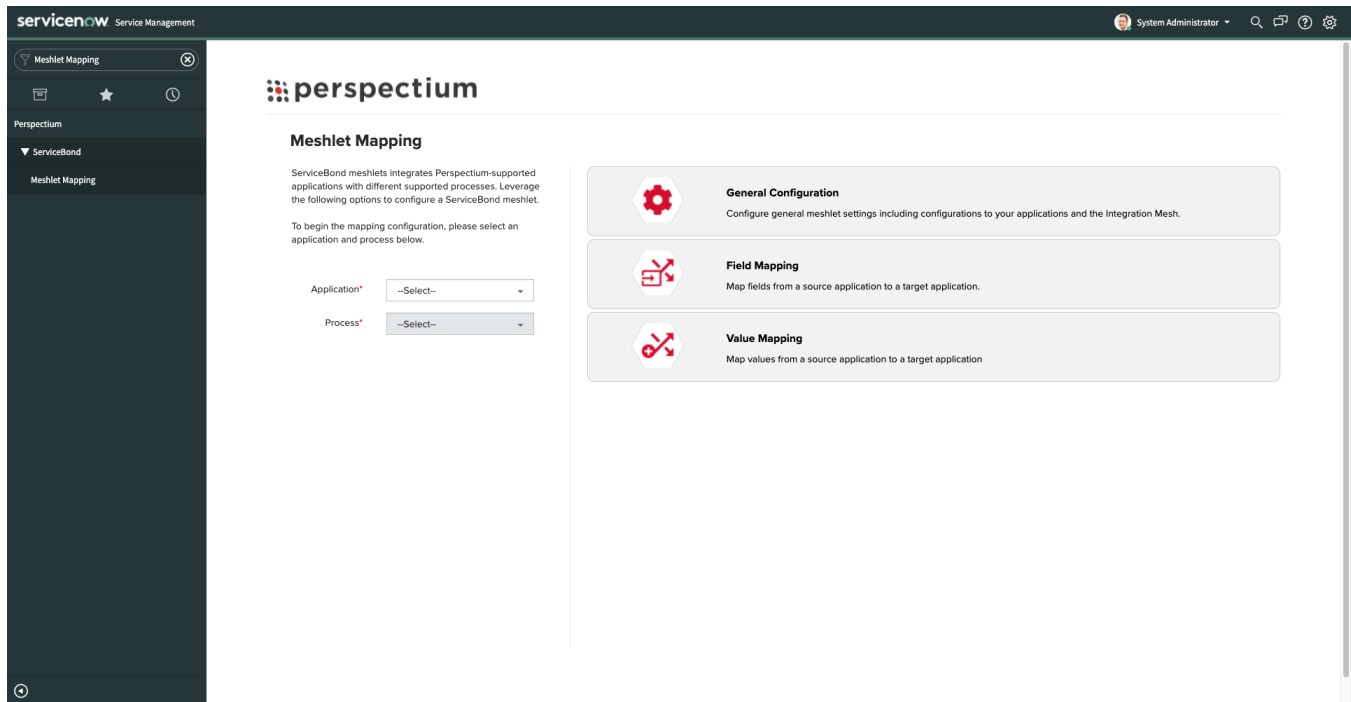 servicenow Service Management
System Administrator
Meshlet Mapping
Perspectium
ServiceBond
Meshlet Mapping
perspectium
Meshlet Mapping
ServiceBond meshlets integrates Perspectium-supported
applications with different supported processes. Leverage
the following options to configure a ServiceBond meshlet.
To begin the mapping configuration, please select an
application and process below.
Application*
--Select--
Process*
--Select--
General Configuration
Configure general meshlet settings including configurations to your applications and the Integration Mesh.
Field Mapping
Map fields from a source application to a target application.
Value Mapping
Map values from a source application to a target application